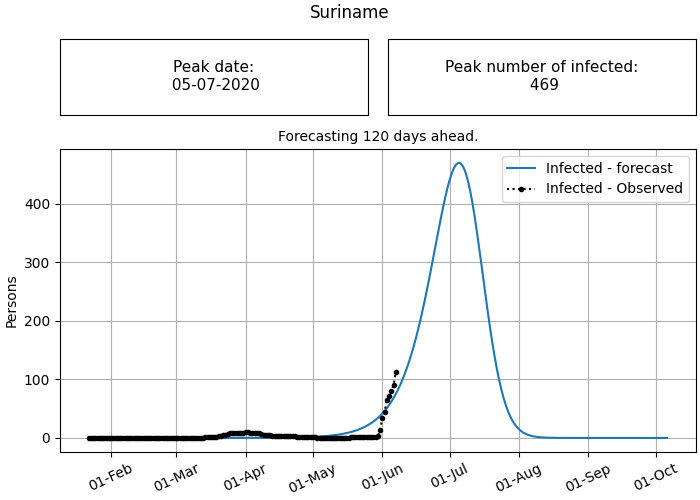 Suriname
Peak date:
05-07-2020
Peak number of infected:
469
Forecasting 120 days ahead.
Infected - forecast
Infected - Observed
Persons
400
300
200
100
0
01-Feb
01-Mar
01-Apr
01-May
01-Jun
01-Jul
01-Aug
01-Sep
01-Oct